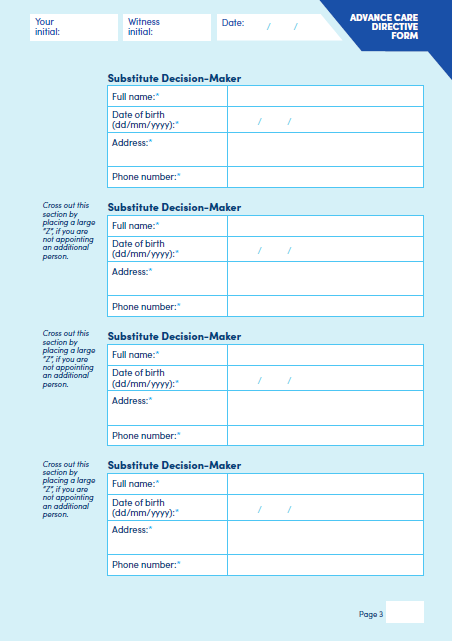 Your
initial:
Witness
initial:
Date: / /
ADVANCE CARE
DIRECTIVE
FORM
Substitute Decision-Maker
Full name:*
Date of birth
(dd/mm/yyyy):* / /
Address:*
Phone number:*
Cross out this
section by
placing a large
"Z", if you are
not appointing
an additional
person.
Substitute Decision-Maker
Full name:*
Date of birth
(dd/mm/yyyy):* / /
Address:*
Phone number:*
Cross out this
section by
placing a large
"Z", if you are
not appointing
an additional
person.
Substitute Decision-Maker
Full name:*
Date of birth
(dd/mm/yyyy):* / /
Address:*
Phone number:*
Cross out this
section by
placing a large
"Z", if you are
not appointing
an additional
person.
Substitute Decision-Maker
Full name:*
Date of birth
(dd/mm/yyyy):* / /
Address:*
Phone number:*
Page 3